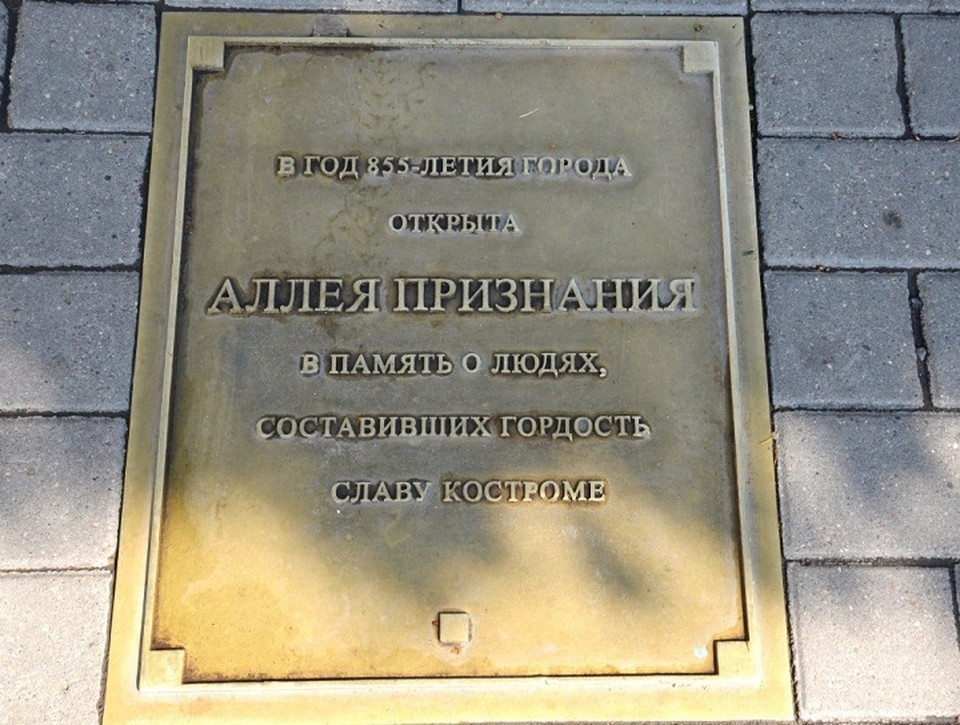 В ГОД 855-ЛЕТИЯ ГОРОДА
ОТКРЫТА
АЛЛЕЯ ПРИЗНАНИЯ
В ПАМЯТЬ О ЛЮДЯХ,
СОСТАВИВШИХ ГОРДОСТЬ
СЛАВУ КОСТРОМЕ